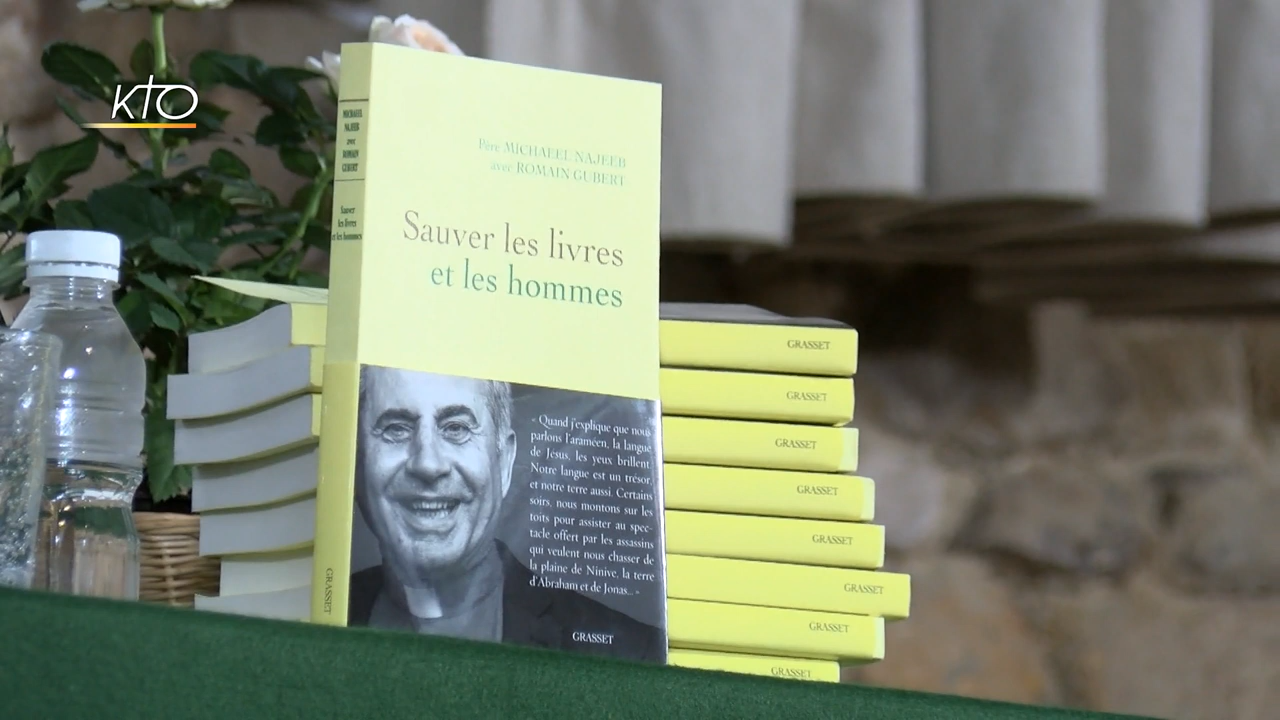 KTO
Père MICHAEEL NAJEEB
avec ROMAIN GUBERT
Sauver les livres
et les hommes
« Quand j'explique que nous
parlons l'araméen, la langue
de Jésus, les yeux brillent.
Notre langue est un trésor,
et notre terre aussi. Certains
soirs, nous montons sur les
toits pour assister au spec-
tacle offert par les assassins
qui veulent nous chasser de
la plaine de Ninive, la terre
d'Abraham et de Jonas... »
GRASSET
MICHAEEL
NAJEEB
avec
ROMAIN
GUBERT
Sauver
les livres
et les hommes
GRASSET
GRASSET
GRASSET
GRASSET
GRASSET
GRASSET
GRASSET
GRASSET
GRASSET